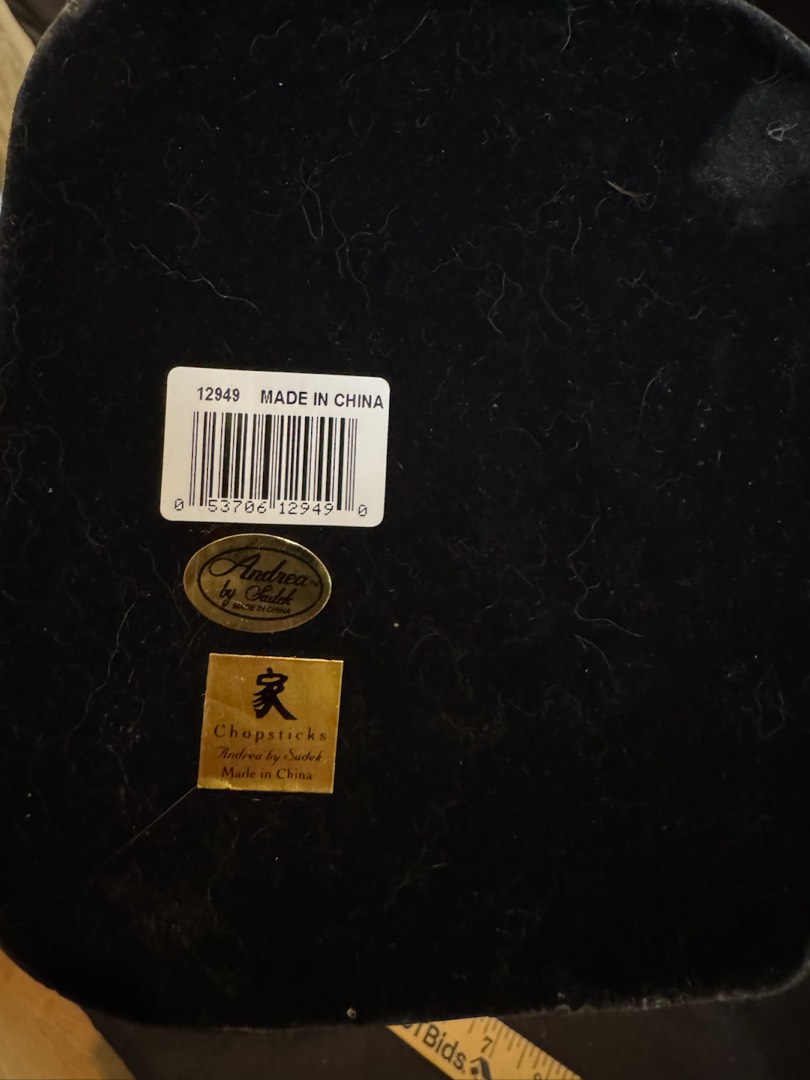 12949 MADE IN CHINA
0 53706 12949 0
Andrea™
by Sadek
MADE IN CHINA
家
Chopsticks
Andrea by Sadek
Made in China
Bids.
7